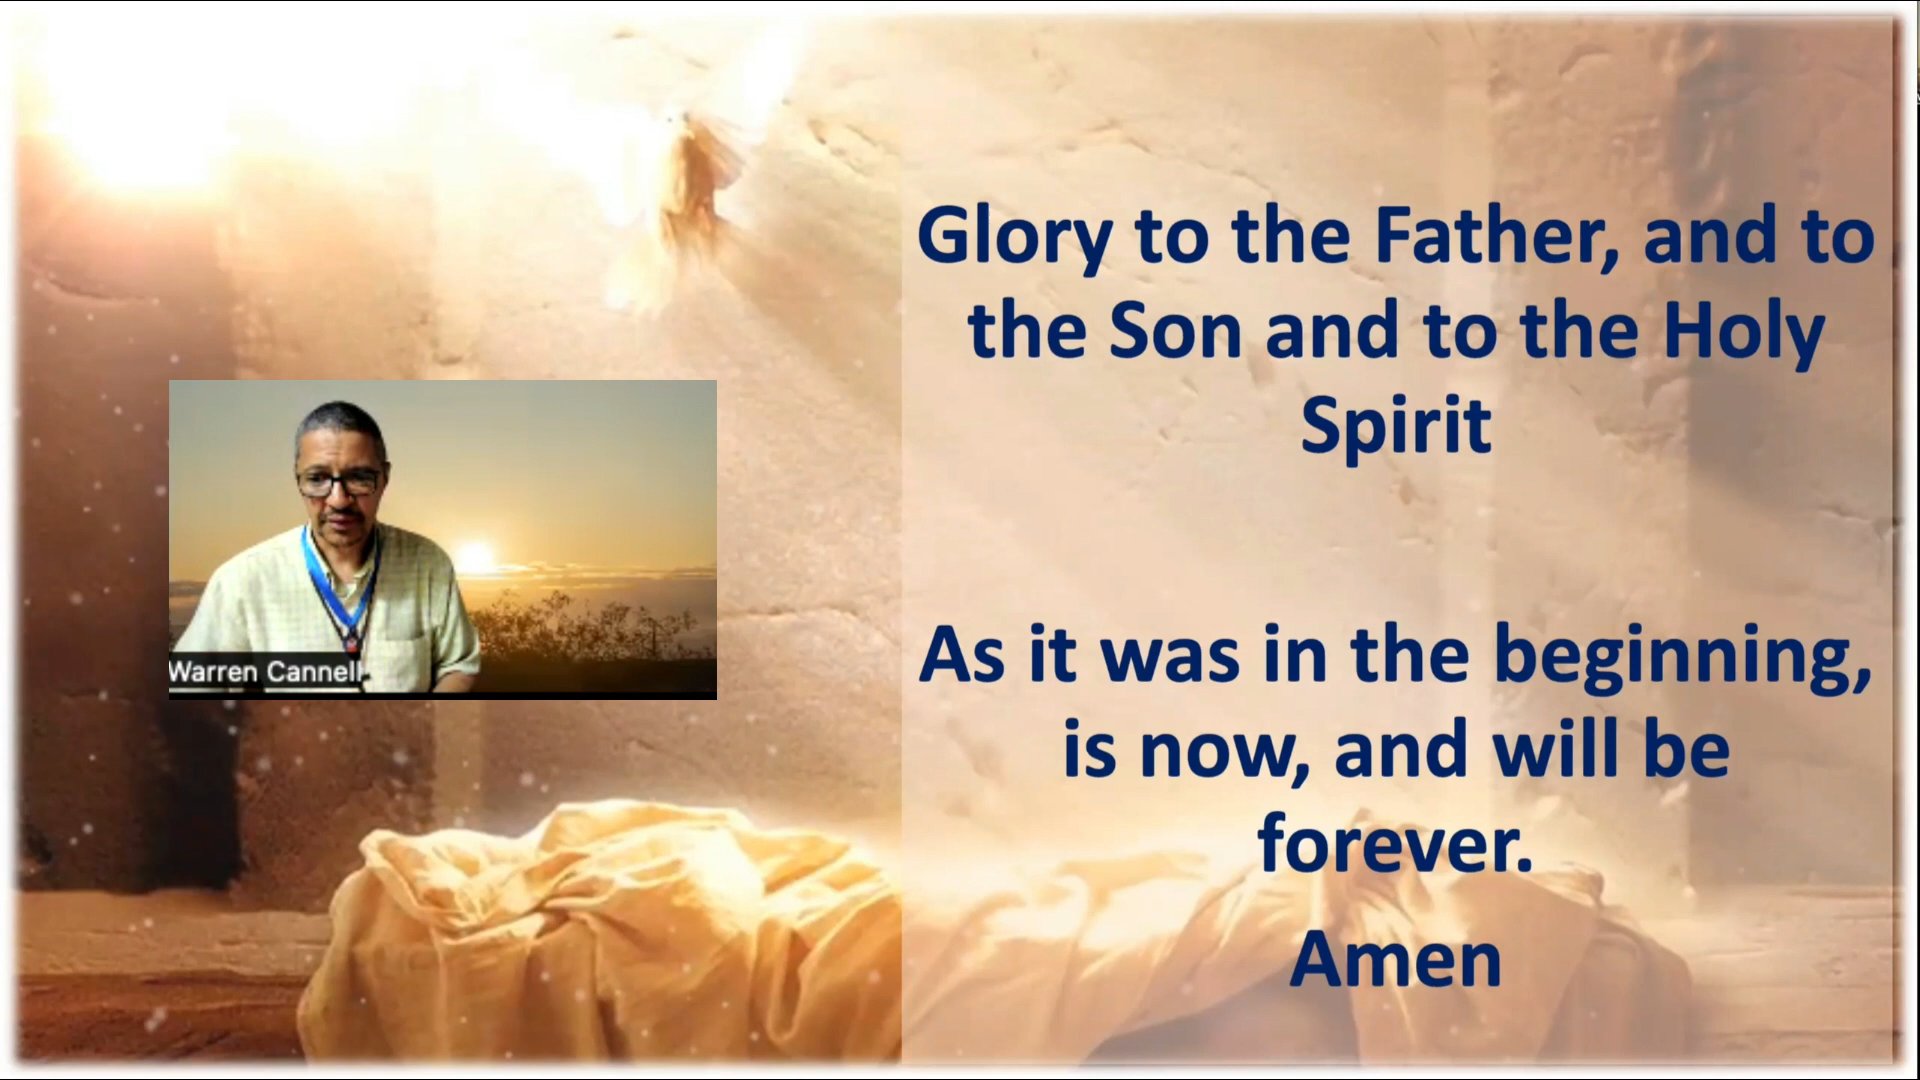 Glory to the Father, and to
the Son and to the Holy
Spirit
As it was in the beginning,
is now, and will be
forever.
Amen
Warren Cannell